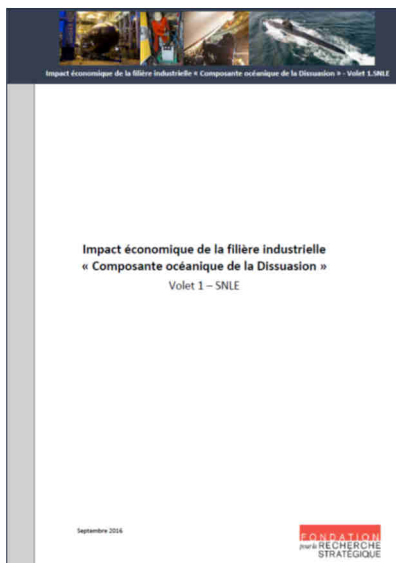 Impact économique de la filière industrielle « Composante océanique de la Dissuasion » - Volet 1.SNLE
Impact économique de la filière industrielle
« Composante océanique de la Dissuasion »
Volet 1 – SNLE
Septembre 2016
FONDATION
pour la RECHERCHE
STRATÉGIQUE